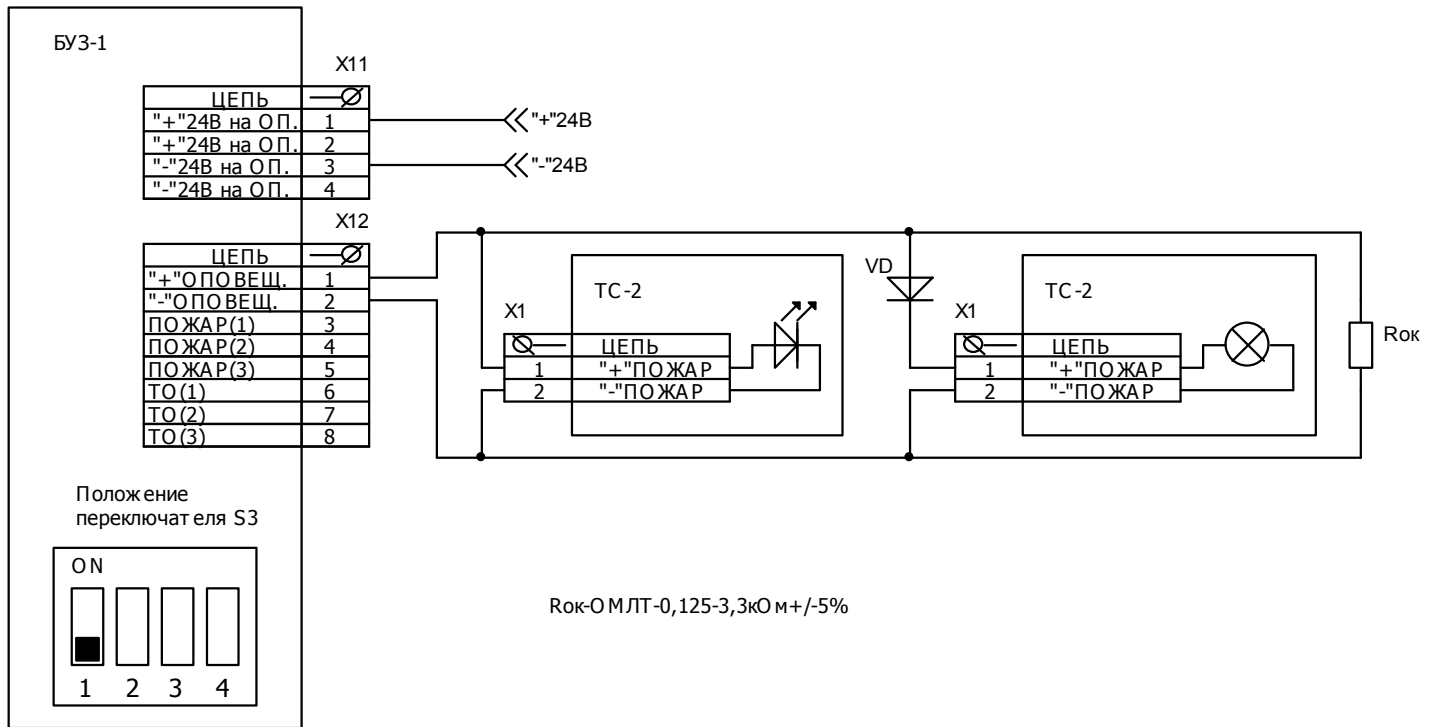 БУЗ-1
X11
ЦЕПЬ
"+"24В на ОП. 1
"+"24В на ОП. 2
"-"24В на ОП. 3
"-"24В на ОП. 4
"+"24В
"-"24В
X12
ЦЕПЬ
"+"ОПОВЕЩ. 1
"-"ОПОВЕЩ. 2
ПОЖАР(1) 3
ПОЖАР(2) 4
ПОЖАР(3) 5
ТО(1) 6
ТО(2) 7
ТО(3) 8
ТС-2
X1
ЦЕПЬ
1 "+"ПОЖАР
2 "-"ПОЖАР
VD
ТС-2
X1
ЦЕПЬ
1 "+"ПОЖАР
2 "-"ПОЖАР
Rок
Положение
переключателя S3
ON
1 2 3 4
Rок-ОМЛТ-0,125-3,3кОм+/-5%